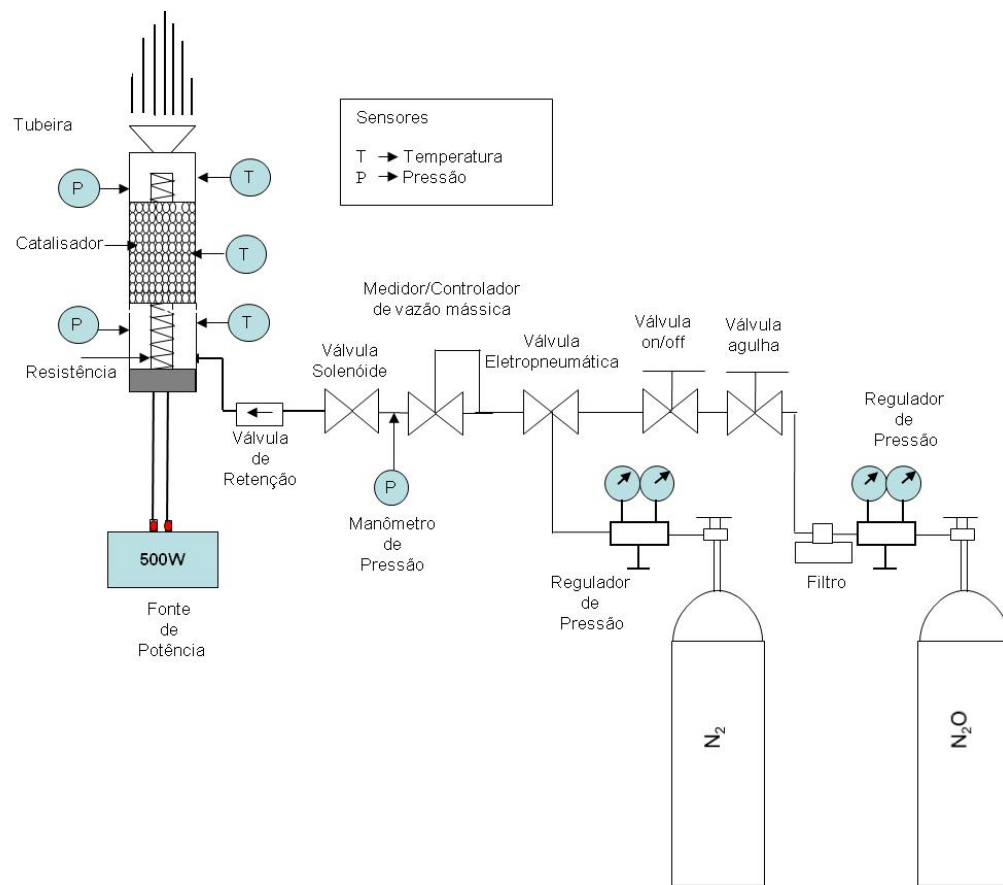 Tubeira
Sensores
T → Temperatura
P → Pressão
P
T
Catalisador
T
P
T
Resistência
Medidor/Controlador
de vazão mássica
Válvula
Solenóide
Válvula
Eletropneumática
Válvula
on/off
Válvula
agulha
Regulador
de
Pressão
Válvula
de
Retenção
P
Manômetro
de
Pressão
Regulador
de
Pressão
Filtro
500W
Fonte
de
Potência
N₂
N₂O